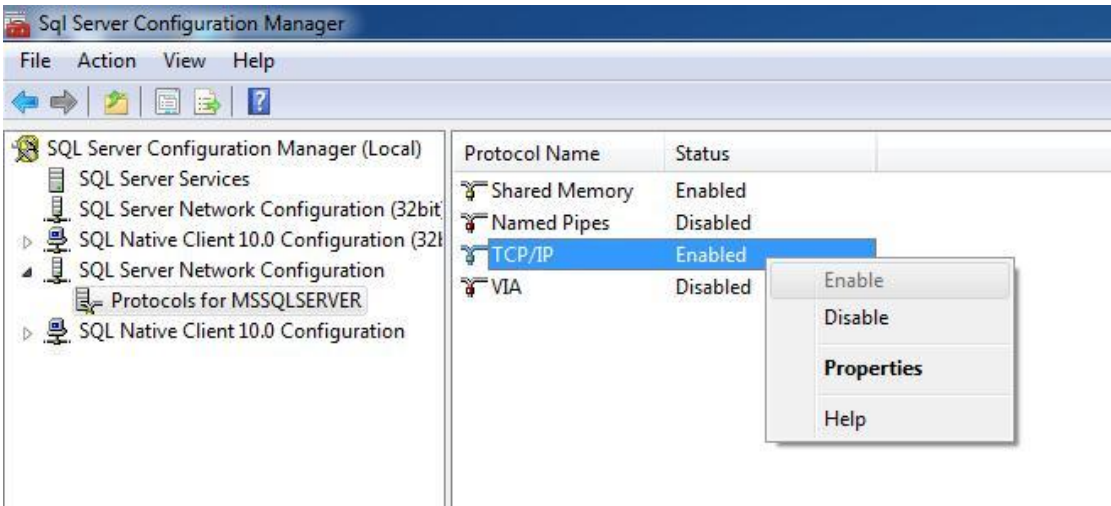 Sql Server Configuration Manager
File Action View Help
SQL Server Configuration Manager (Local)
SQL Server Services
SQL Server Network Configuration (32bit
SQL Native Client 10.0 Configuration (32b
SQL Server Network Configuration
Protocols for MSSQLSERVER
SQL Native Client 10.0 Configuration
Protocol Name Status
Shared Memory Enabled
Named Pipes Disabled
TCP/IP Enabled
VIA Disabled
Enable
Disable
Properties
Help